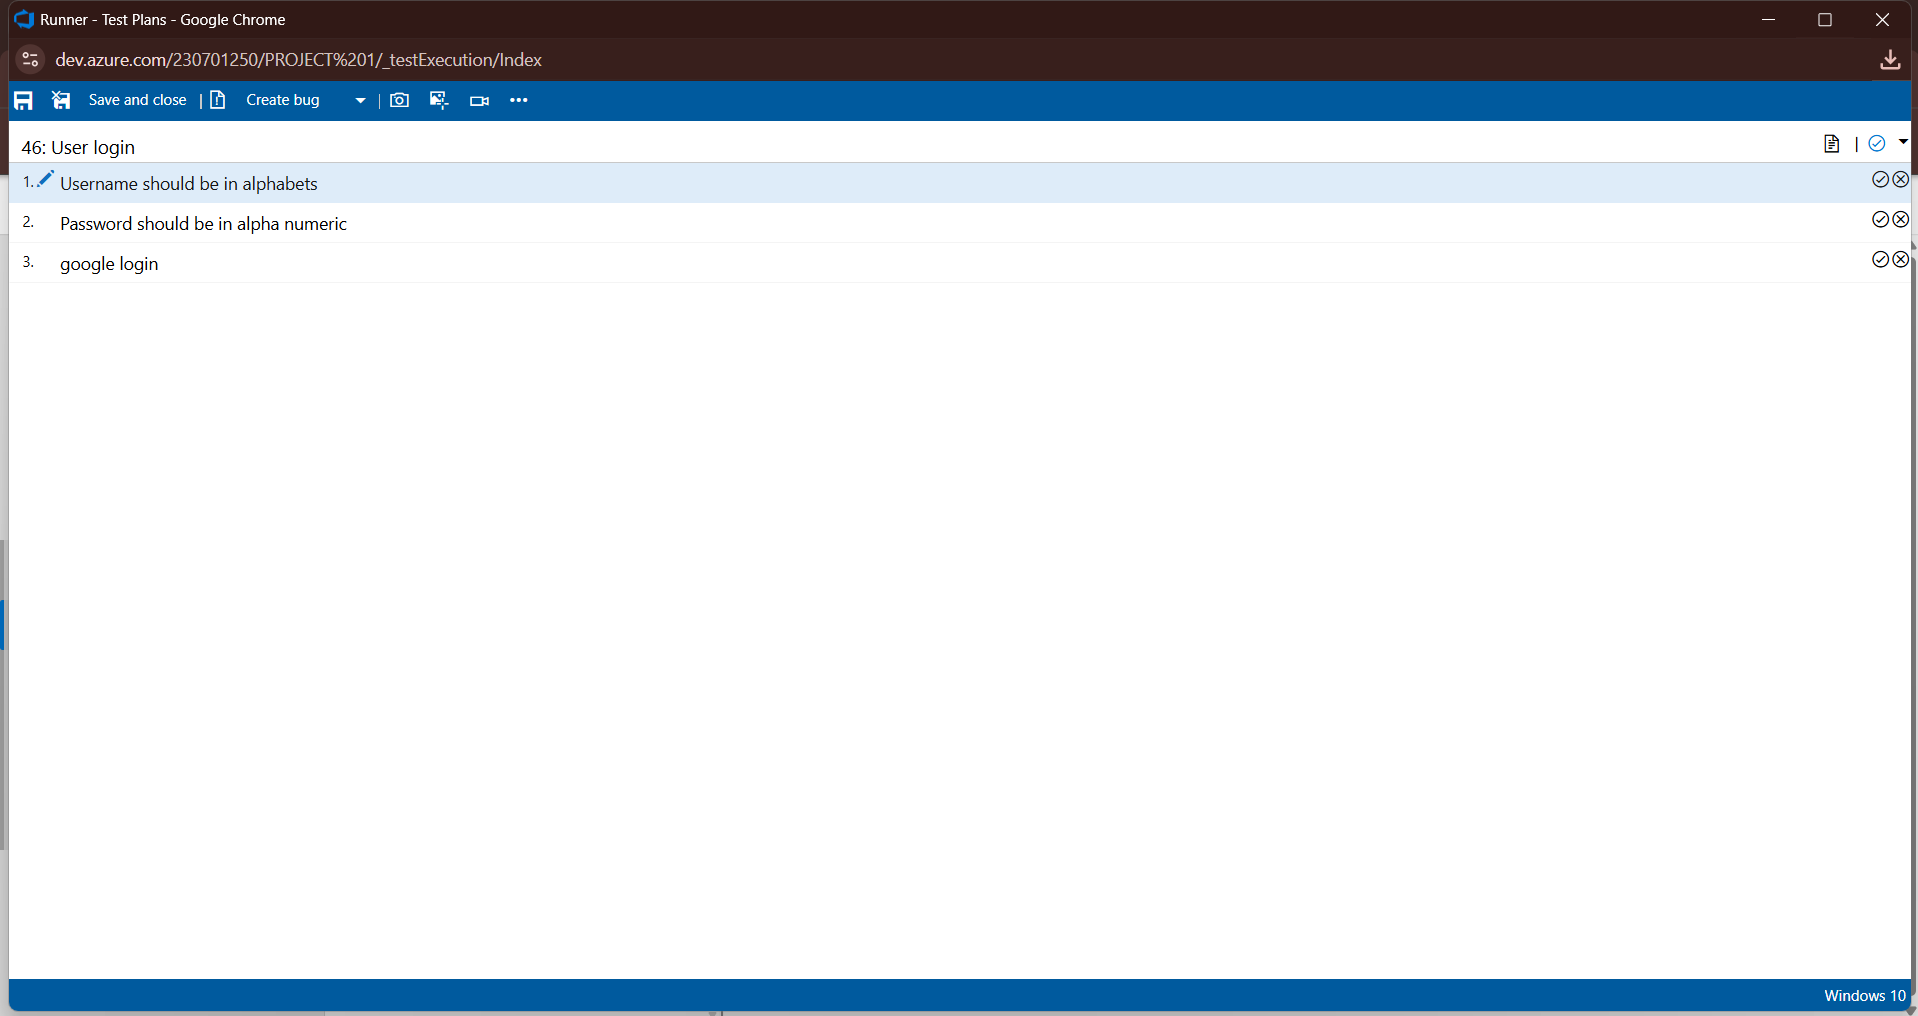 Runner - Test Plans - Google Chrome
dev.azure.com/230701250/PROJECT%201/_testExecution/Index
Save and close | Create bug |
46: User login |
1. Username should be in alphabets
2. Password should be in alpha numeric
3. google login
Windows 10